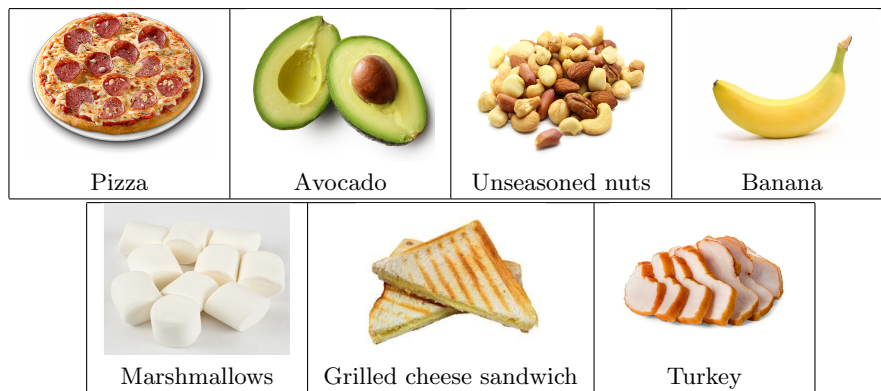 Pizza
Avocado
Unseasoned nuts
Banana
Marshmallows
Grilled cheese sandwich
Turkey